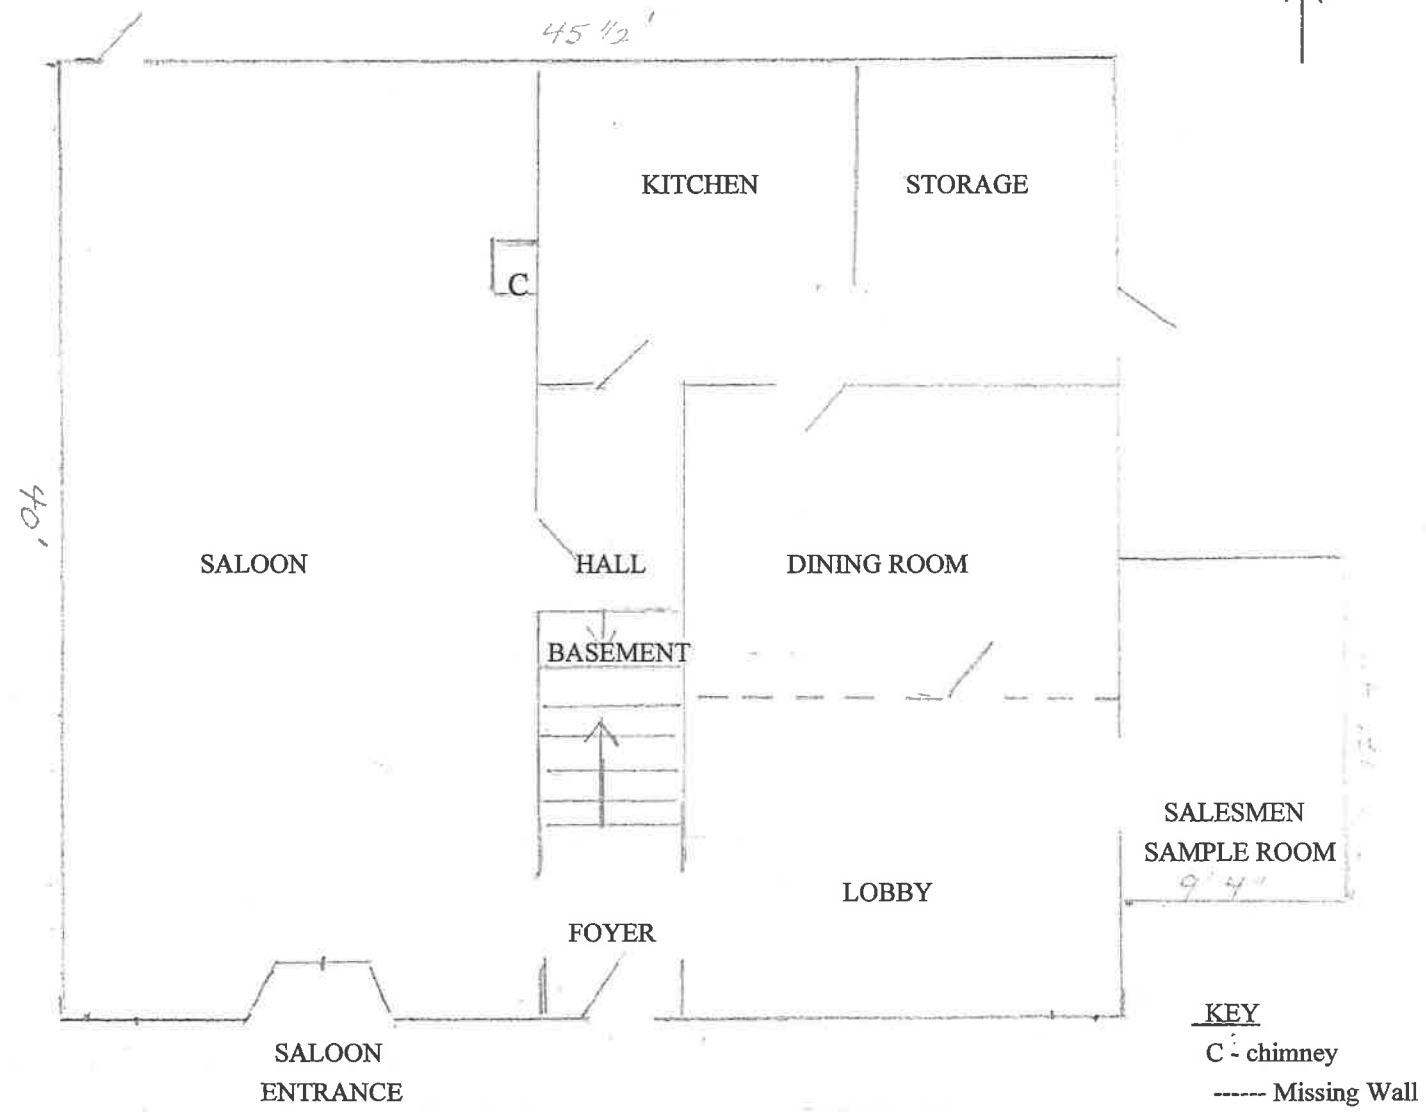 45 1/2'
KITCHEN
STORAGE
C
40'
SALOON
HALL
DINING ROOM
BASEMENT
SALESMEN
SAMPLE ROOM
9' 4"
LOBBY
FOYER
SALOON
ENTRANCE
KEY
C - chimney
------ Missing Wall